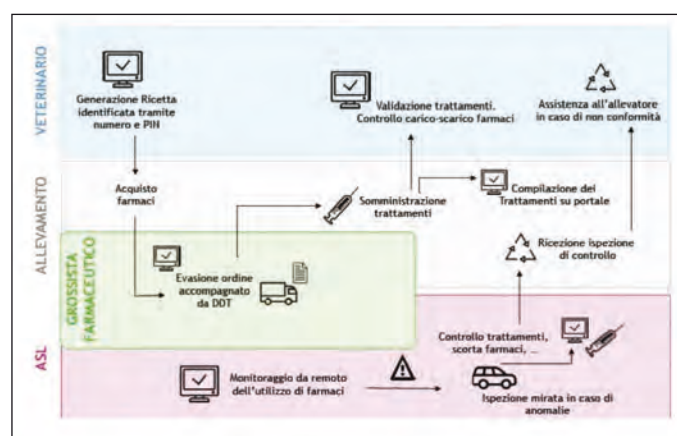 VETERINARIO
Generazione Ricetta
identificata tramite
numero e PIN
Validazione trattamenti.
Controllo carico-scarico farmaci
Assistenza all'allevatore
in caso di non conformità
ALLEVAMENTO
Acquisto
farmaci
Somministrazione
trattamenti
Compilazione dei
Trattamenti su portale
Ricezione ispezione
di controllo
GROSSISTA
FARMACEUTICO
Evasione ordine
accompagnato
da DDT
ASL
Controllo trattamenti,
scorta farmaci, ...
Monitoraggio da remoto
dell'utilizzo di farmaci
Ispezione mirata in caso di
anomalie